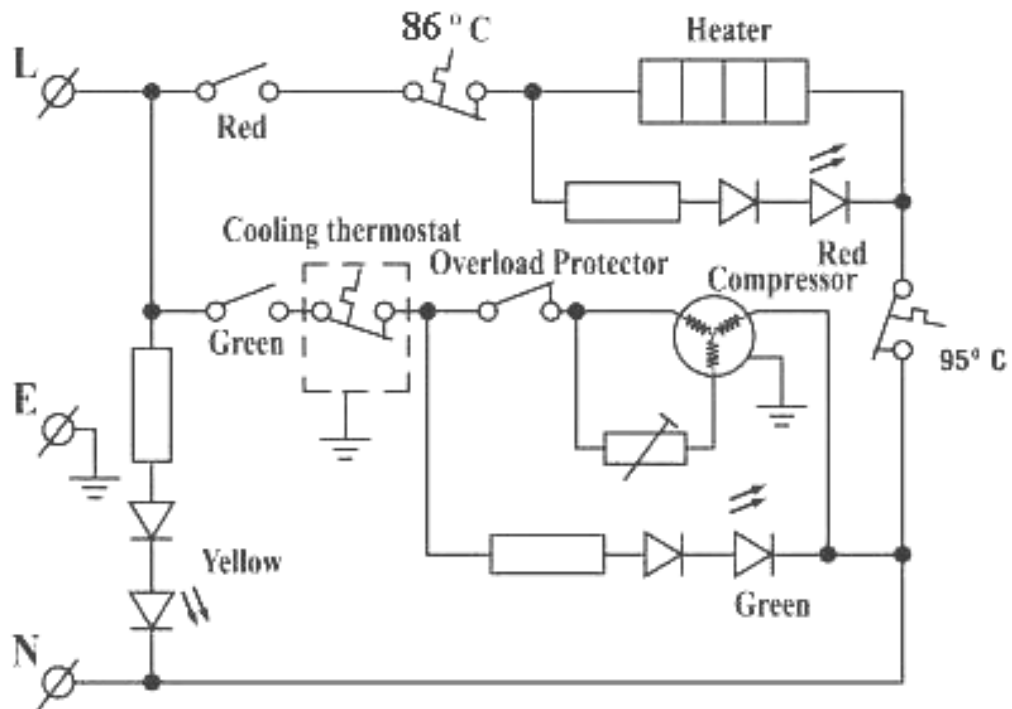 86°C
Heater
L
Red
Cooling thermostat
Red
Overload Protector
Compressor
Green
95°C
E
Yellow
Green
N